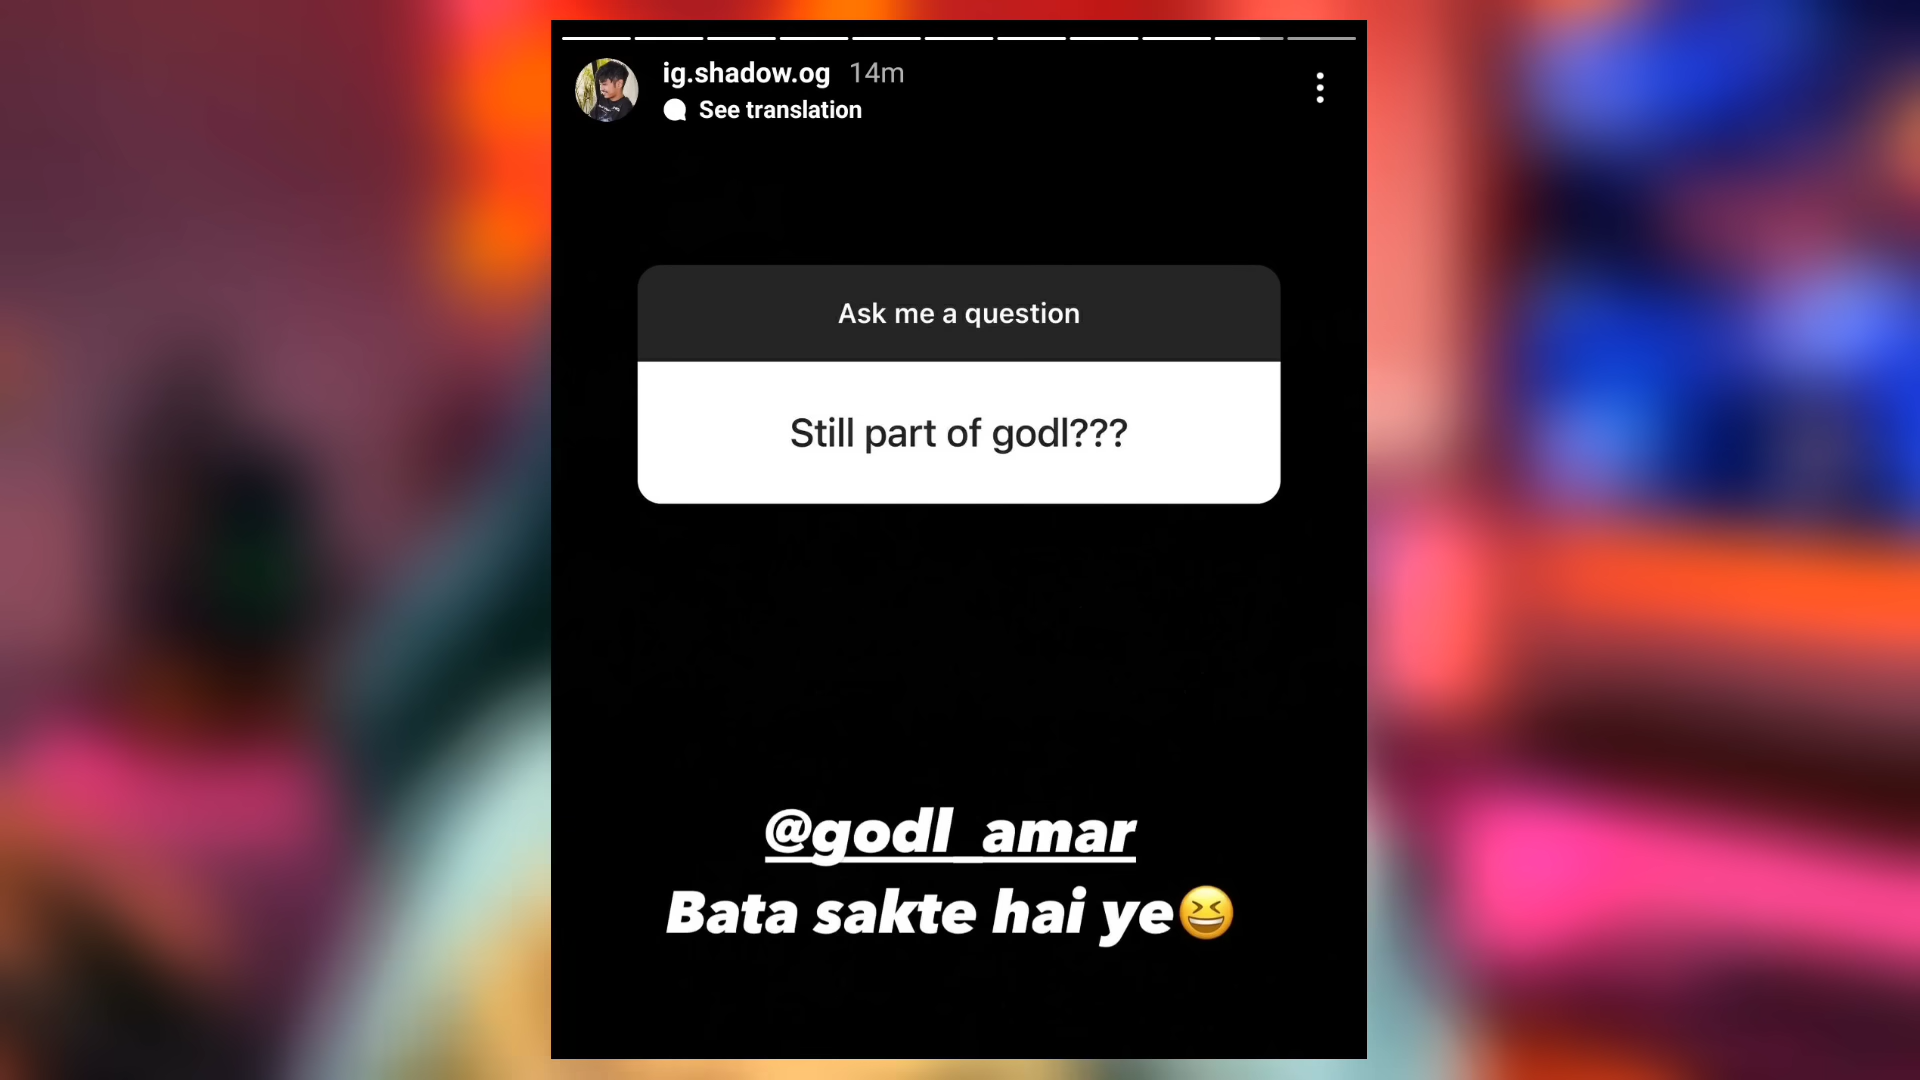 ig.shadow.og 14m
See translation
Ask me a question
Still part of godl???
@godl_amar
Bata sakte hai ye😆